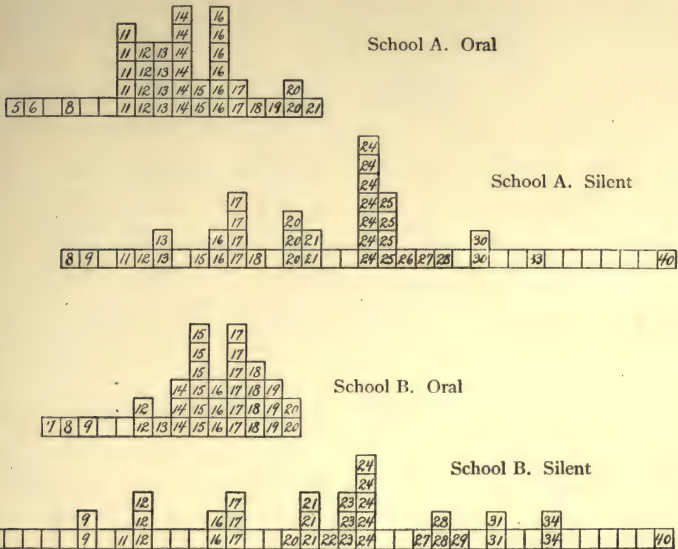 14 16
11 14 16
School A. Oral
11 12 13 14 16
11 12 13 14 16
11 12 13 14 15 16 17 20
5 6 8 11 12 13 14 15 16 17 18 19 20 21
24
24
24
School A. Silent
17 24 25
17 20 24 25
13 16 17 20 21 24 25 30
8 9 11 12 13 15 16 17 18 20 21 24 25 26 27 28 30 33 40
15 17
15 17
15 17 18
School B. Oral
14 15 16 17 18 19
12 14 15 16 17 18 19 20
7 8 9 12 13 14 15 16 17 18 19 20
24
School B. Silent
24
12 17 21 23 24
9 12 16 17 21 23 24 28 31 34
9 11 12 16 17 20 21 22 23 24 27 28 29 31 34 40